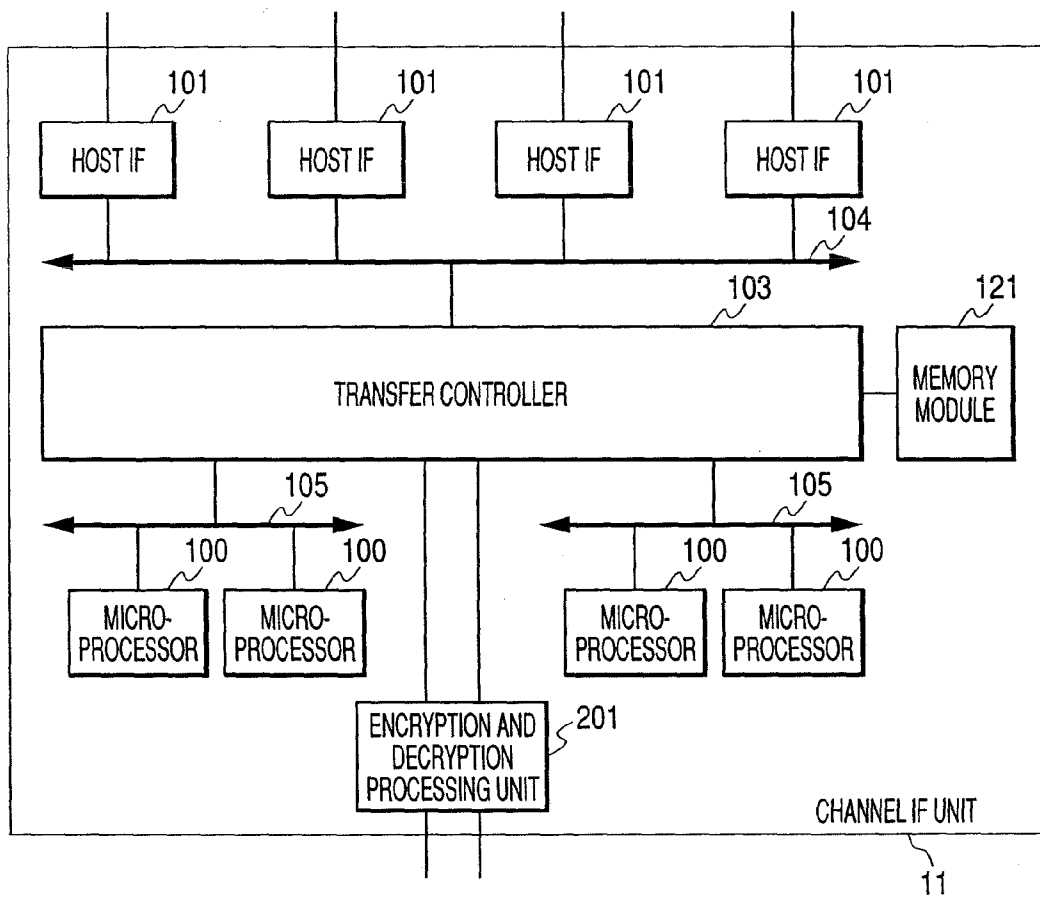 101 101 101 101
HOST IF HOST IF HOST IF HOST IF
104
103 121
TRANSFER CONTROLLER
MEMORY
MODULE
105 105
100 100 100 100
MICRO-
PROCESSOR
MICRO-
PROCESSOR
MICRO-
PROCESSOR
MICRO-
PROCESSOR
ENCRYPTION AND
DECRYPTION
PROCESSING UNIT
201
CHANNEL IF UNIT
11